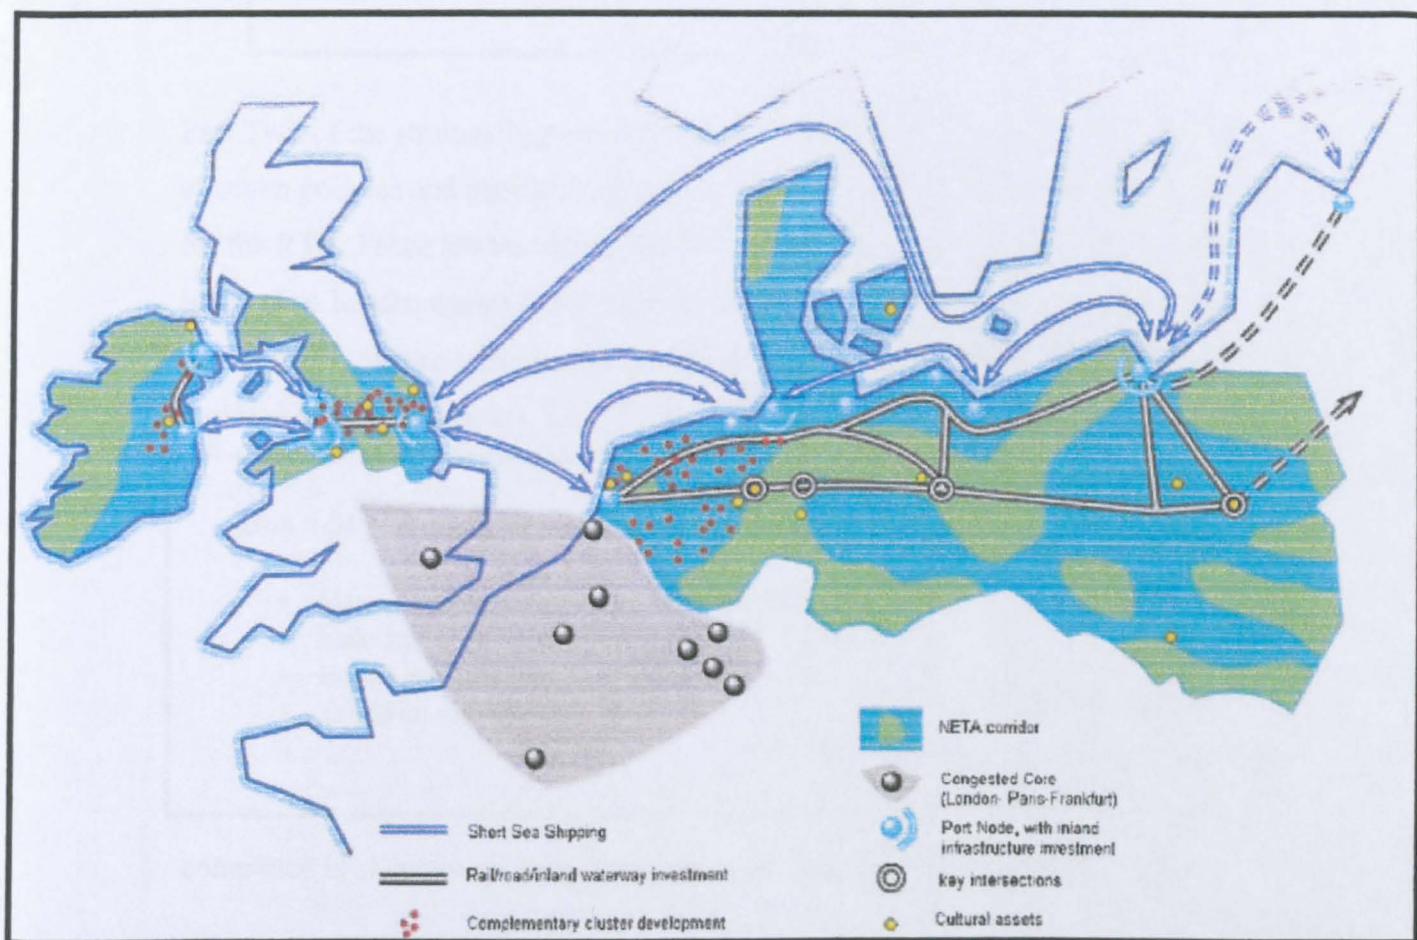 NETA corridor
Congested Core
(London- Paris-Frankfurt)
Short Sea Shipping
Port Node, with inland
infrastructure investment
Rail/road/inland waterway investment
key intersections
Complementary cluster development
Cultural assets